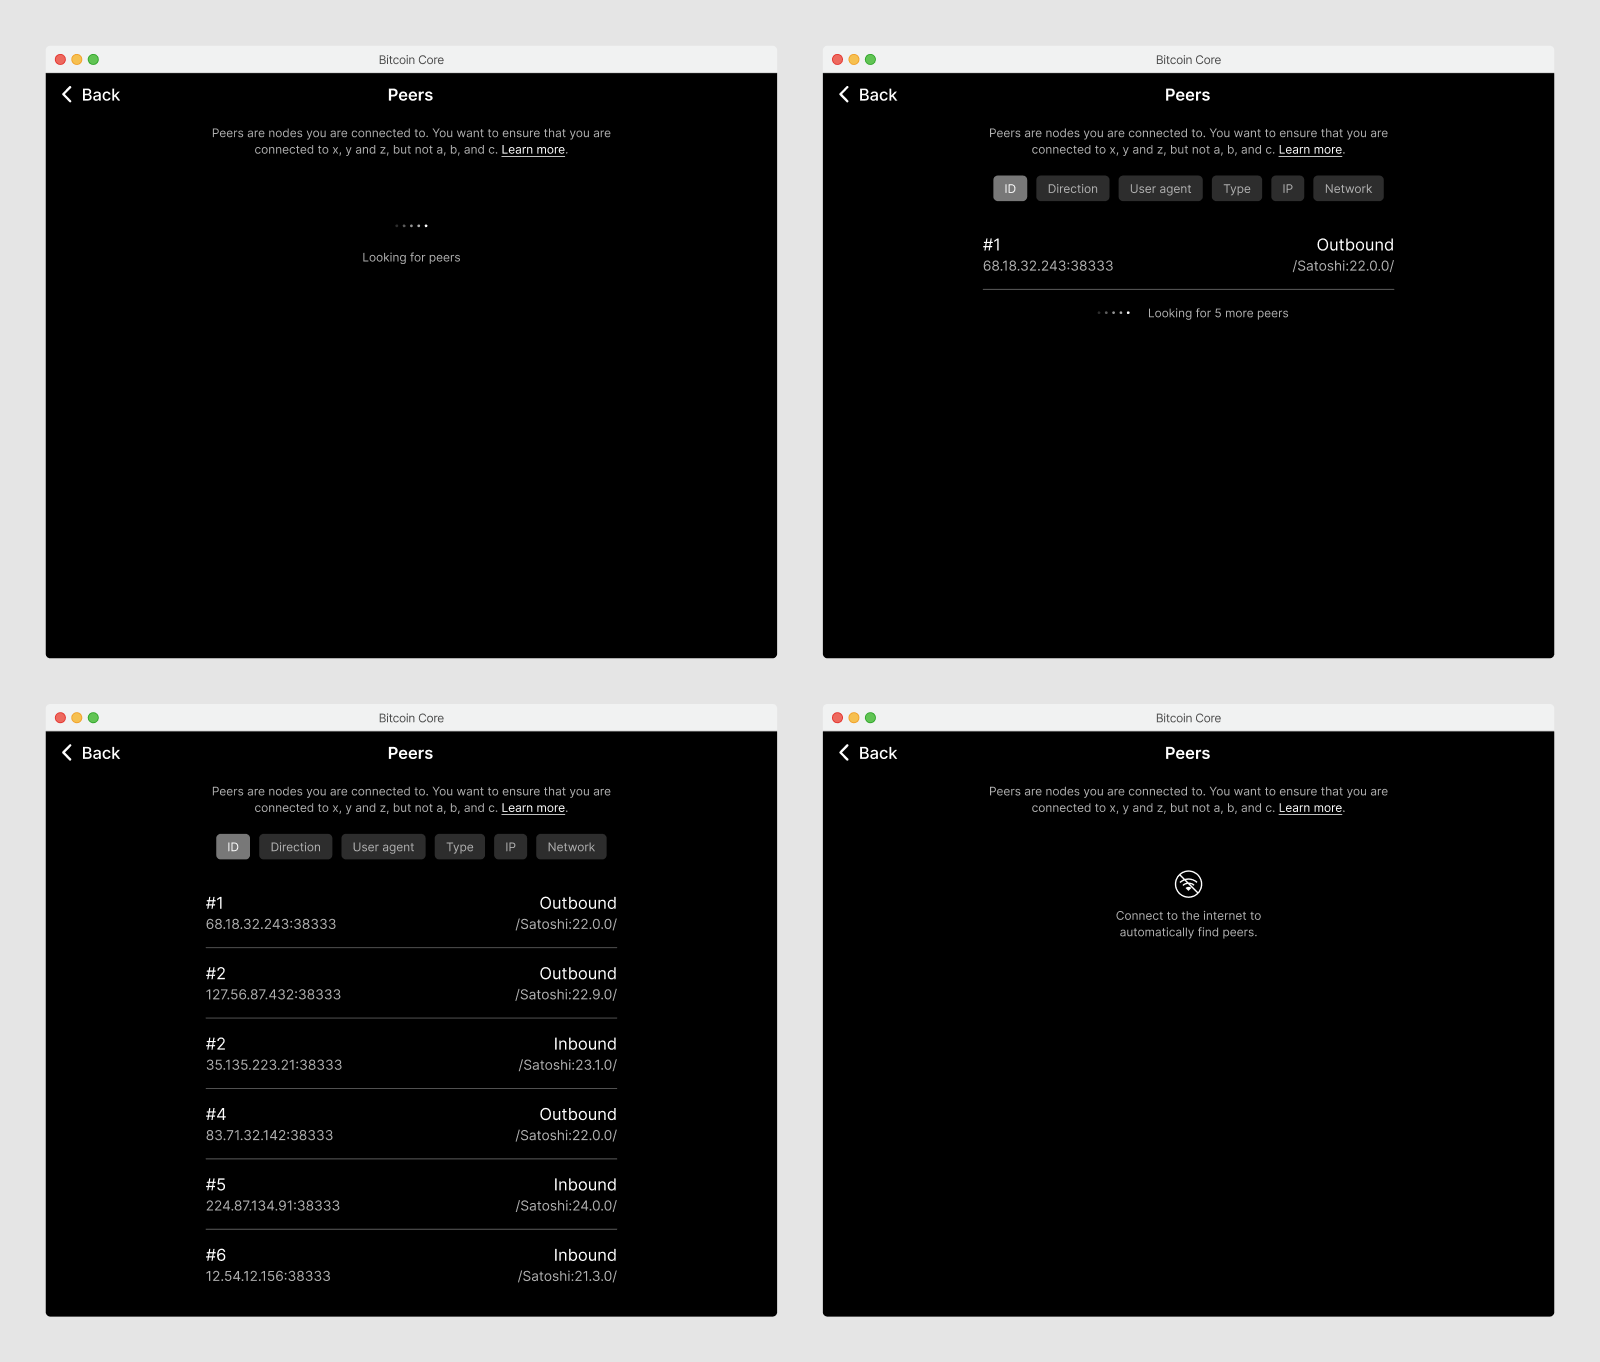 Bitcoin Core
Back
Peers
Peers are nodes you are connected to. You want to ensure that you are
connected to x, y and z, but not a, b, and c. Learn more.
Looking for peers
Bitcoin Core
Back
Peers
Peers are nodes you are connected to. You want to ensure that you are
connected to x, y and z, but not a, b, and c. Learn more.
ID Direction User agent Type IP Network
#1 Outbound
68.18.32.243:38333 /Satoshi:22.0.0/
Looking for 5 more peers
Bitcoin Core
Back
Peers
Peers are nodes you are connected to. You want to ensure that you are
connected to x, y and z, but not a, b, and c. Learn more.
ID Direction User agent Type IP Network
#1 Outbound
68.18.32.243:38333 /Satoshi:22.0.0/
#2 Outbound
127.56.87.432:38333 /Satoshi:22.9.0/
#2 Inbound
35.135.223.21:38333 /Satoshi:23.1.0/
#4 Outbound
83.71.32.142:38333 /Satoshi:22.0.0/
#5 Inbound
224.87.134.91:38333 /Satoshi:24.0.0/
#6 Inbound
12.54.12.156:38333 /Satoshi:21.3.0/
Bitcoin Core
Back
Peers
Peers are nodes you are connected to. You want to ensure that you are
connected to x, y and z, but not a, b, and c. Learn more.
Connect to the internet to
automatically find peers.